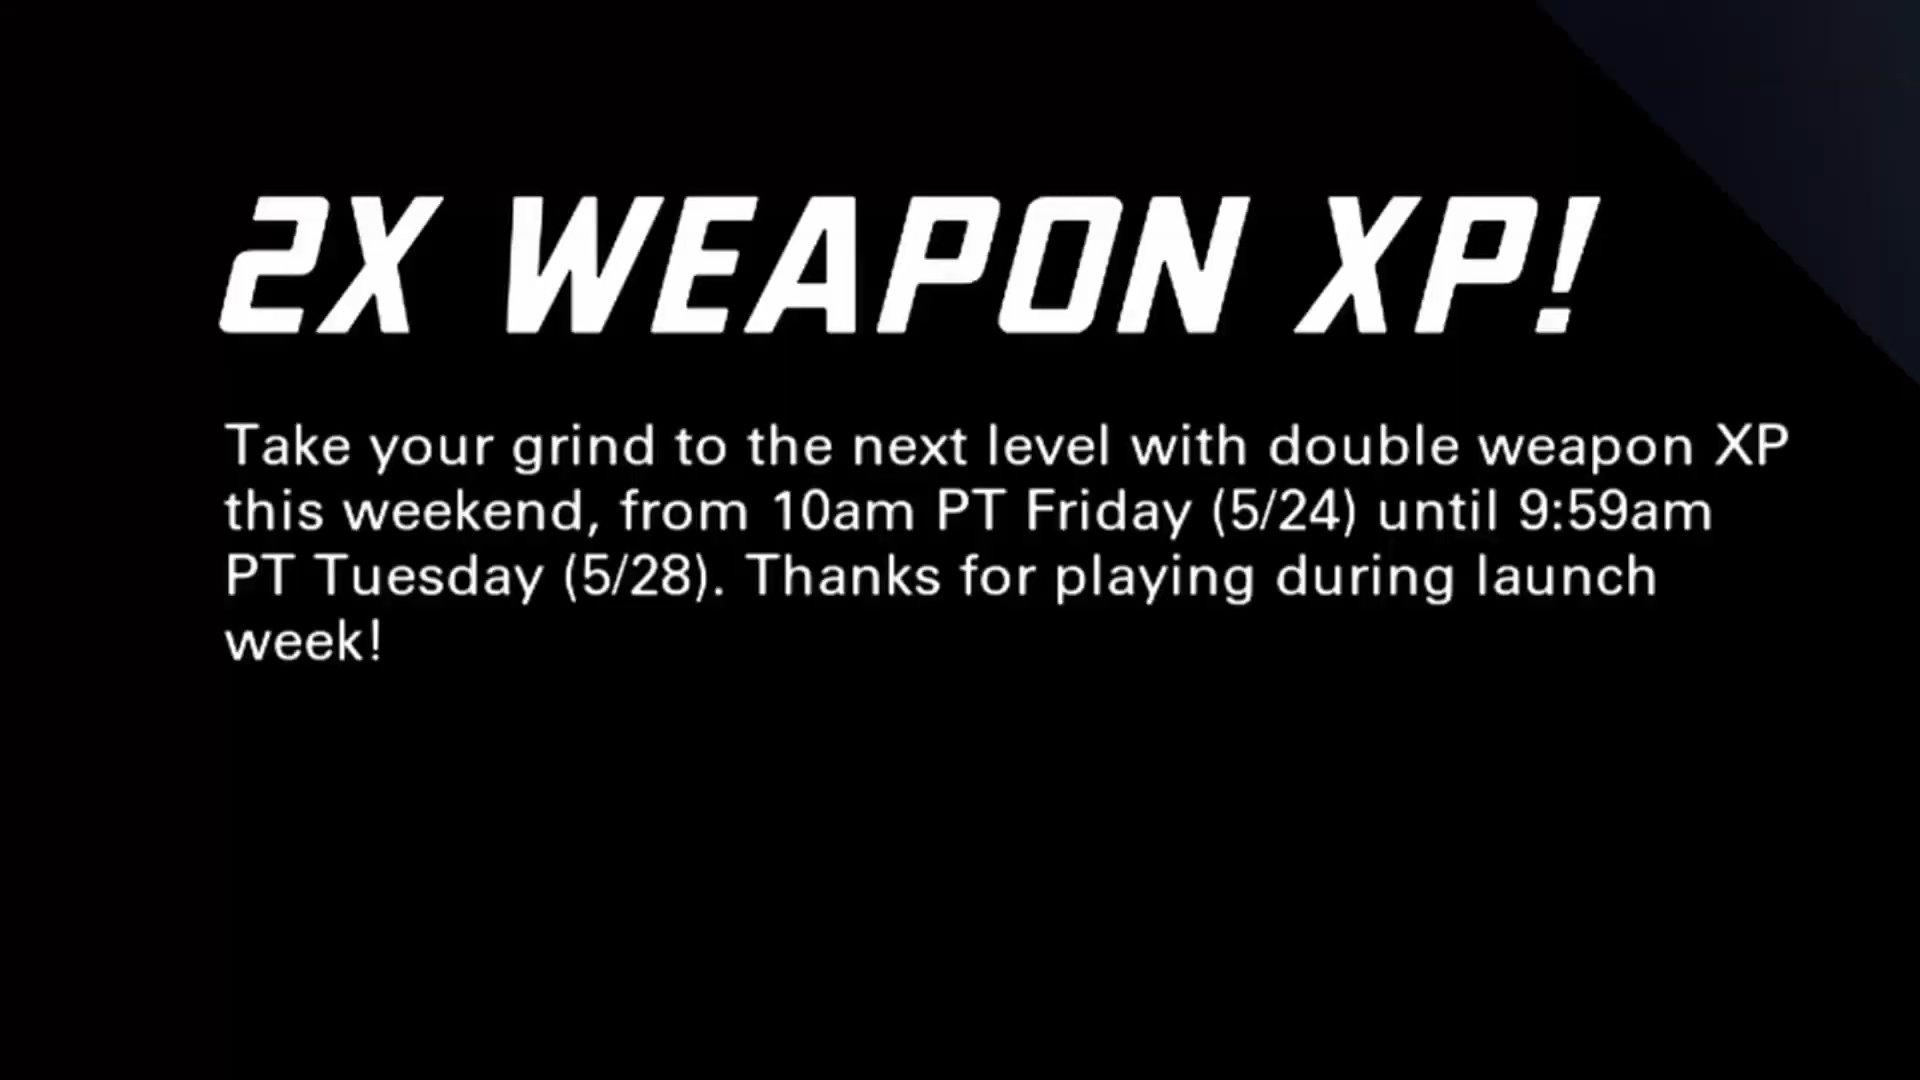 2X WEAPON XP!
Take your grind to the next level with double weapon XP
this weekend, from 10am PT Friday (5/24) until 9:59am
PT Tuesday (5/28). Thanks for playing during launch
week!